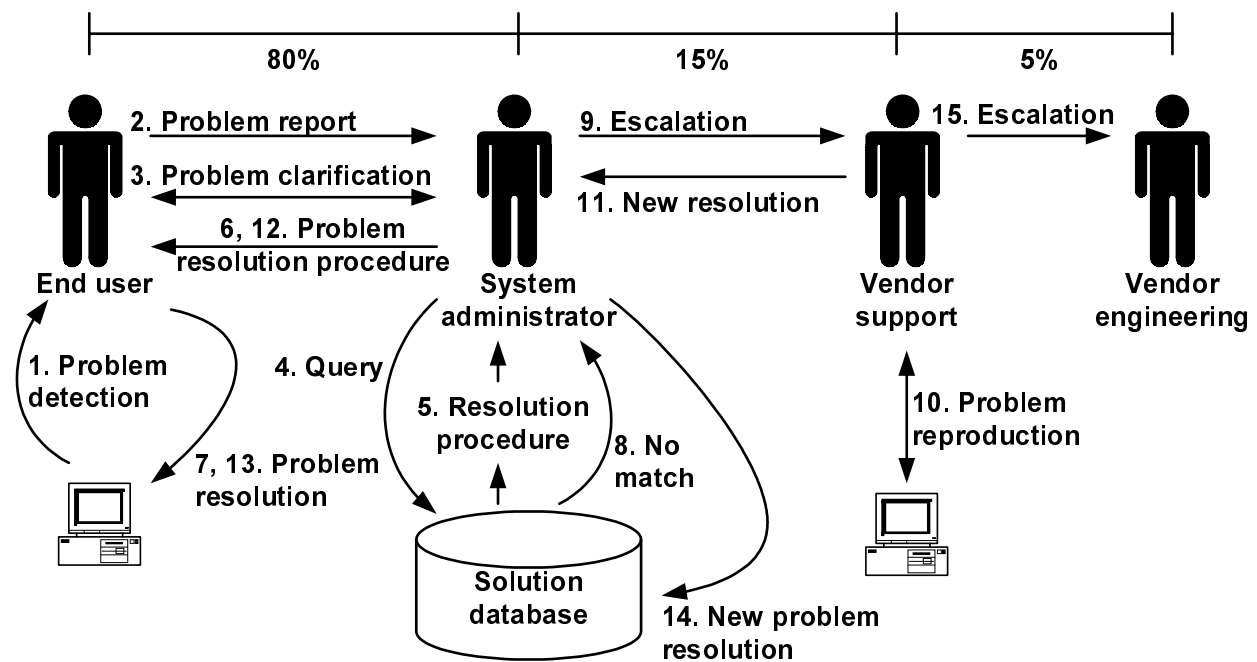 80%
15%
5%
2. Problem report
9. Escalation
15. Escalation
3. Problem clarification
11. New resolution
6, 12. Problem
resolution procedure
End user
System
administrator
Vendor
support
Vendor
engineering
1. Problem
detection
4. Query
5. Resolution
procedure
8. No
match
10. Problem
reproduction
7, 13. Problem
resolution
Solution
database
14. New problem
resolution